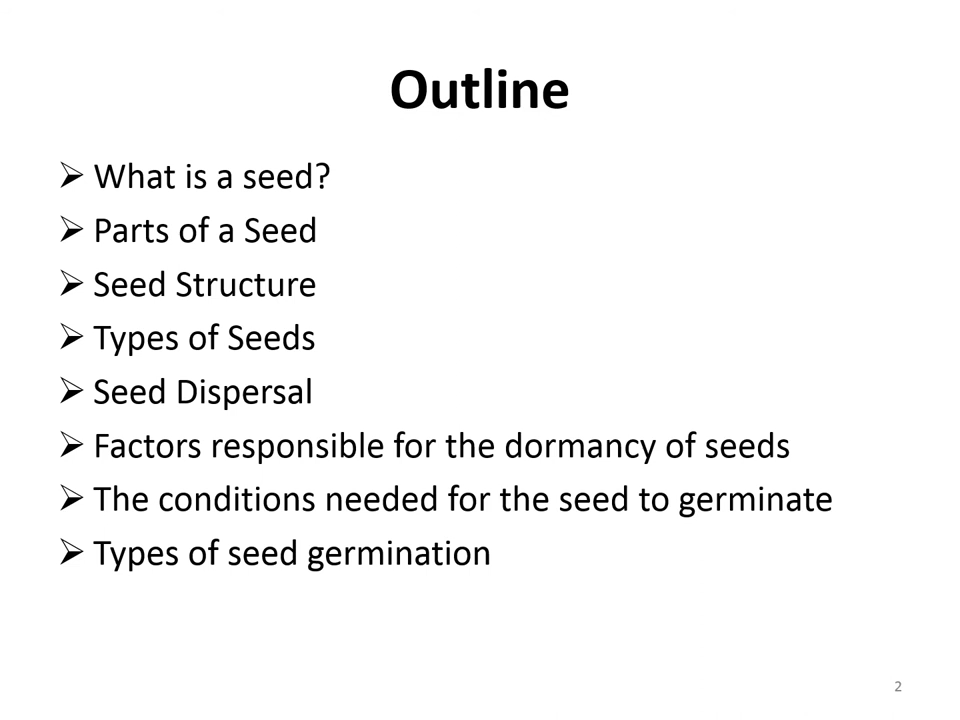 Outline
➢ What is a seed?
➢ Parts of a Seed
➢ Seed Structure
➢ Types of Seeds
➢ Seed Dispersal
➢ Factors responsible for the dormancy of seeds
➢ The conditions needed for the seed to germinate
➢ Types of seed germination
2